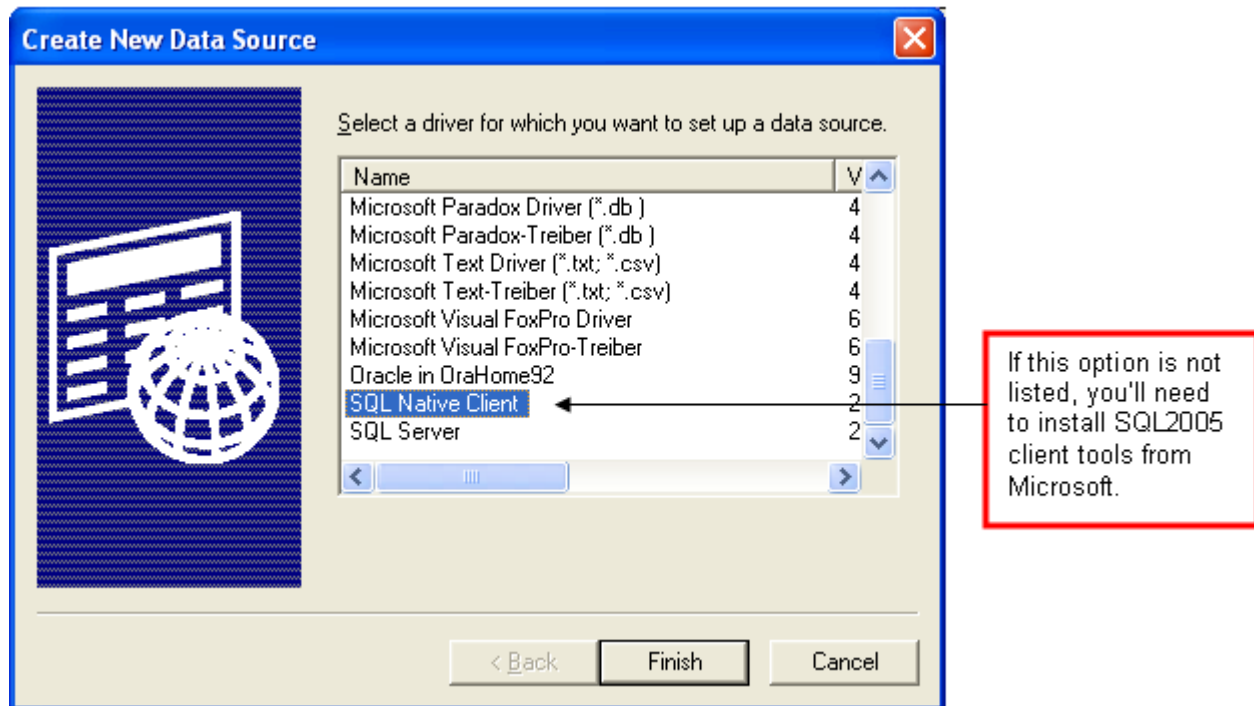 Create New Data Source
Select a driver for which you want to set up a data source.
Name V
Microsoft Paradox Driver (*.db ) 4
Microsoft Paradox-Treiber (*.db ) 4
Microsoft Text Driver (*.txt; *.csv) 4
Microsoft Text-Treiber (*.txt; *.csv) 4
Microsoft Visual FoxPro Driver 6
Microsoft Visual FoxPro-Treiber 6
Oracle in OraHome92 9
SQL Native Client 2
SQL Server 2
If this option is not
listed, you'll need
to install SQL2005
client tools from
Microsoft.
< Back Finish Cancel